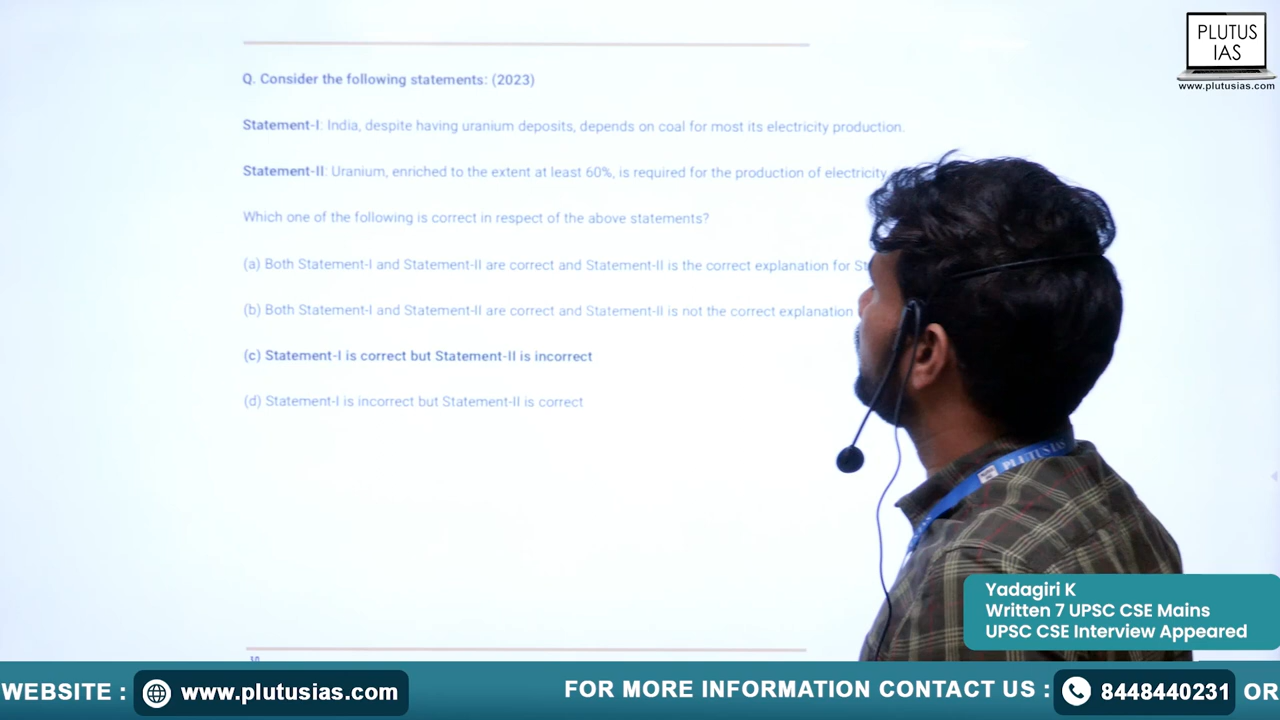 PLUTUS
IAS
www.plutusias.com
Q. Consider the following statements: (2023)
Statement-I: India, despite having uranium deposits, depends on coal for most its electricity production.
Statement-II: Uranium, enriched to the extent at least 60%, is required for the production of electricity.
Which one of the following is correct in respect of the above statements?
(a) Both Statement-I and Statement-II are correct and Statement-II is the correct explanation for
(b) Both Statement-I and Statement-II are correct and Statement-II is not the correct explanation
(c) Statement-I is correct but Statement-II is incorrect
(d) Statement-I is incorrect but Statement-II is correct
PLUTUS IAS
Yadagiri K
Written 7 UPSC CSE Mains
UPSC CSE Interview Appeared
WEBSITE : www.plutusias.com FOR MORE INFORMATION CONTACT US : 8448440231 OR